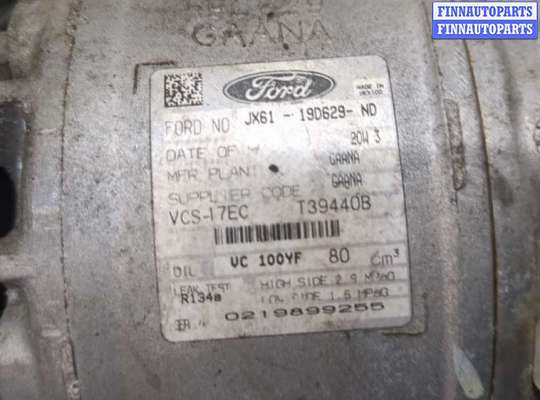 FINNAUTOPARTS
FINNAUTOPARTS
GAANA
Ford
MADE IN
MEXICO
FORD NO JX61 - 19D629- ND
DATE OF M 20W 3
MFR PLANT GAANA
SUPPLIER CODE GAANA
VCS-17EC T39440B
OIL VC 100YF 80 cm³
LEAK TEST HIGH SIDE 2.9 MPAG
R134a LOW SIDE 1.5 MPAG
SER. 0219899255